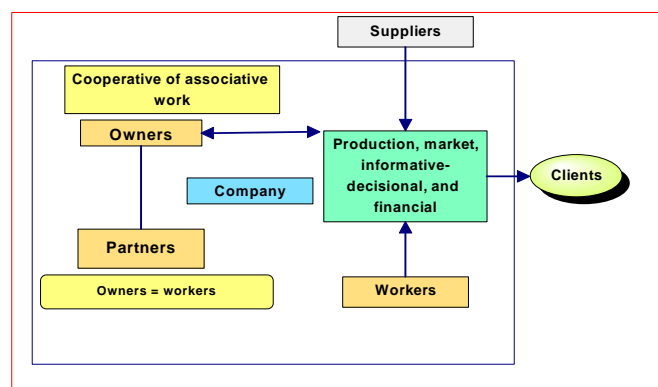 Suppliers
Cooperative of associative
work
Owners
Production, market,
informative-
decisional, and
financial
Clients
Company
Partners
Owners = workers
Workers